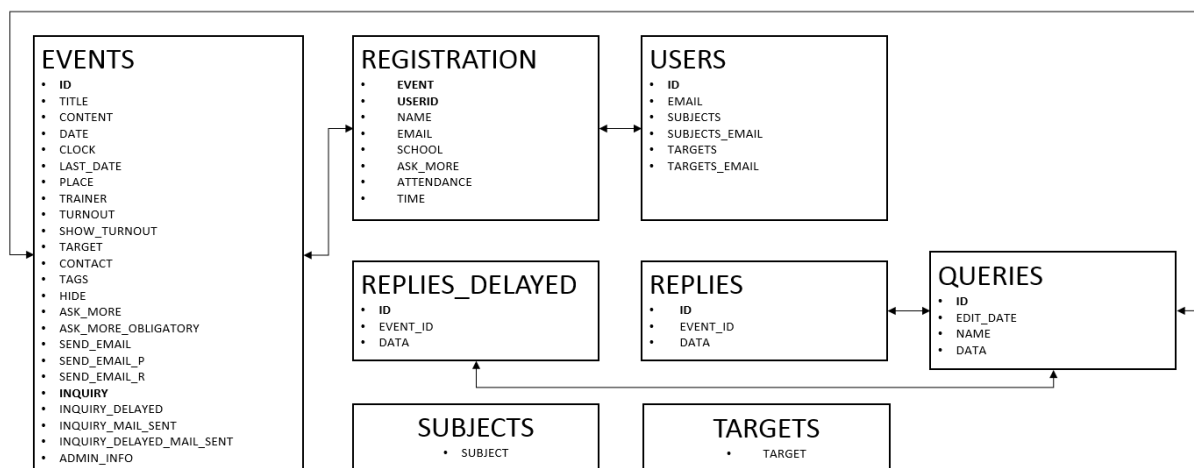 EVENTS
• ID
• TITLE
• CONTENT
• DATE
• CLOCK
• LAST_DATE
• PLACE
• TRAINER
• TURNOUT
• SHOW_TURNOUT
• TARGET
• CONTACT
• TAGS
• HIDE
• ASK_MORE
• ASK_MORE_OBLIGATORY
• SEND_EMAIL
• SEND_EMAIL_P
• SEND_EMAIL_R
• INQUIRY
• INQUIRY_DELAYED
• INQUIRY_MAIL_SENT
• INQUIRY_DELAYED_MAIL_SENT
• ADMIN_INFO
REGISTRATION
• EVENT
• USERID
• NAME
• EMAIL
• SCHOOL
• ASK_MORE
• ATTENDANCE
• TIME
USERS
• ID
• EMAIL
• SUBJECTS
• SUBJECTS_EMAIL
• TARGETS
• TARGETS_EMAIL
REPLIES_DELAYED
• ID
• EVENT_ID
• DATA
REPLIES
• ID
• EVENT_ID
• DATA
QUERIES
• ID
• EDIT_DATE
• NAME
• DATA
SUBJECTS
• SUBJECT
TARGETS
• TARGET